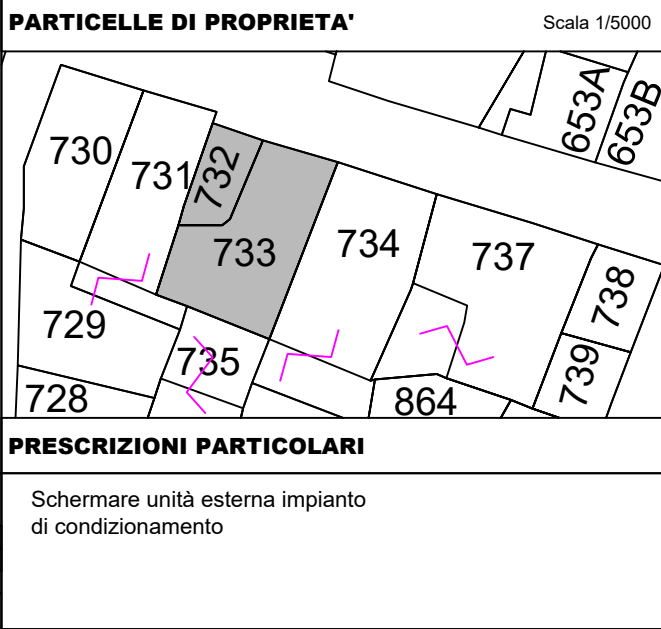 PARTICELLE DI PROPRIETA' Scala 1/5000
653A
653B
730
731
732
733
734
737
738
729
735
739
728
864
PRESCRIZIONI PARTICOLARI
Schermare unità esterna impianto
di condizionamento